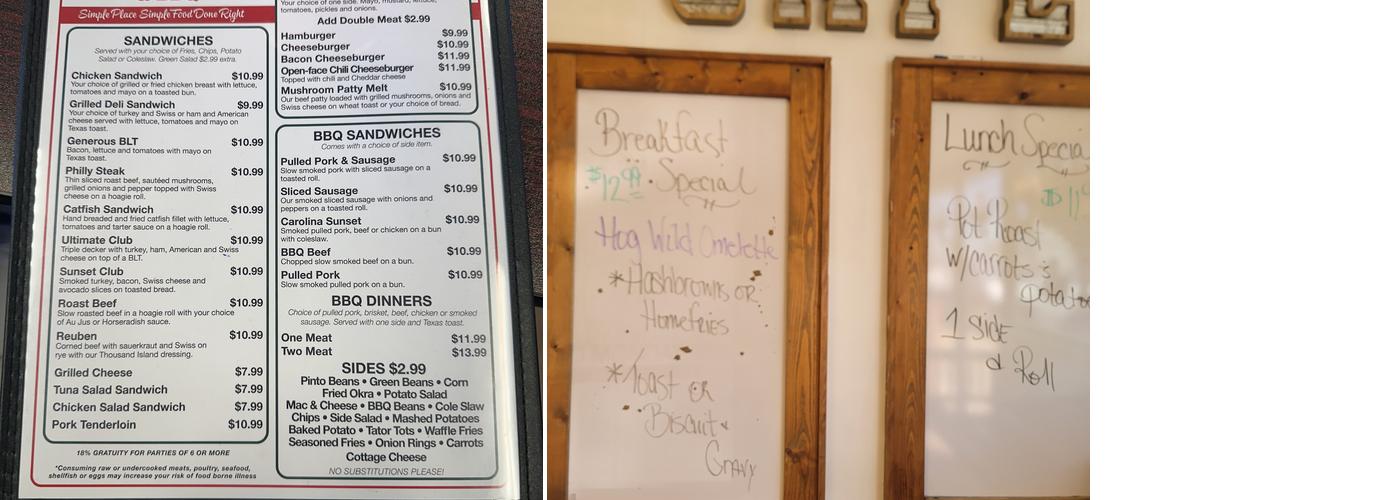 Simple Place Simple Food Done Right
SANDWICHES
Served with your choice of Fries, Chips, Potato
Salad or Coleslaw. Green Salad $2.99 extra.
Chicken Sandwich $10.99
Your choice of grilled or fried chicken breast with lettuce,
tomatoes and mayo on a toasted bun.
Grilled Deli Sandwich $9.99
Your choice of turkey and Swiss or ham and American
cheese served with lettuce, tomatoes and mayo on
Texas toast.
Generous BLT $10.99
Bacon, lettuce and tomatoes with mayo on
Texas toast.
Philly Steak $10.99
Thin sliced roast beef, sautéed mushrooms,
grilled onions and pepper topped with Swiss
cheese on a hoagie roll.
Catfish Sandwich $10.99
Hand breaded and fried catfish fillet with lettuce,
tomatoes and tarter sauce on a hoagie roll.
Ultimate Club $10.99
Triple decker with turkey, ham, American and Swiss
cheese on top of a BLT.
Sunset Club $10.99
Smoked turkey, bacon, Swiss cheese and
avocado slices on toasted bread.
Roast Beef $10.99
Slow roasted beef in a hoagie roll with your choice
of Au Jus or Horseradish sauce.
Reuben $10.99
Corned beef with sauerkraut and Swiss on
rye with our Thousand Island dressing.
Grilled Cheese $7.99
Tuna Salad Sandwich $7.99
Chicken Salad Sandwich $7.99
Pork Tenderloin $10.99
18% GRATUITY FOR PARTIES OF 6 OR MORE
*Consuming raw or undercooked meats, poultry, seafood,
shellfish or eggs may increase your risk of food borne illness
tomatoes, pickles and onions.
Add Double Meat $2.99
Hamburger $9.99
Cheeseburger $10.99
Bacon Cheeseburger $11.99
Open-face Chili Cheeseburger $11.99
Topped with chili and Cheddar cheese
Mushroom Patty Melt $10.99
Our beef patty loaded with grilled mushrooms, onions and
Swiss cheese on wheat toast or your choice of bread.
BBQ SANDWICHES
Comes with a choice of side item.
Pulled Pork & Sausage $10.99
Slow smoked pork with sliced sausage on a
toasted roll.
Sliced Sausage $10.99
Our smoked sliced sausage with onions and
peppers on a toasted roll.
Carolina Sunset $10.99
Smoked pulled pork, beef or chicken on a bun
with coleslaw.
BBQ Beef $10.99
Chopped slow smoked beef on a bun.
Pulled Pork $10.99
Slow smoked pulled pork on a bun.
BBQ DINNERS
Choice of pulled pork, brisket, beef, chicken or smoked
sausage. Served with one side and Texas toast.
One Meat $11.99
Two Meat $13.99
SIDES $2.99
Pinto Beans • Green Beans • Corn
Fried Okra • Potato Salad
Mac & Cheese • BBQ Beans • Cole Slaw
Chips • Side Salad • Mashed Potatoes
Baked Potato • Tator Tots • Waffle Fries
Seasoned Fries • Onion Rings • Carrots
Cottage Cheese
NO SUBSTITUTIONS PLEASE!
Breakfast
$12.99 Special
Hog Wild Omelette
*Hashbrowns OR
Homefries
*Toast OR
Biscuit &
Gravy
Lunch Specia
Pot Roast
w/carrots &
potatoe
1 Side
& Roll